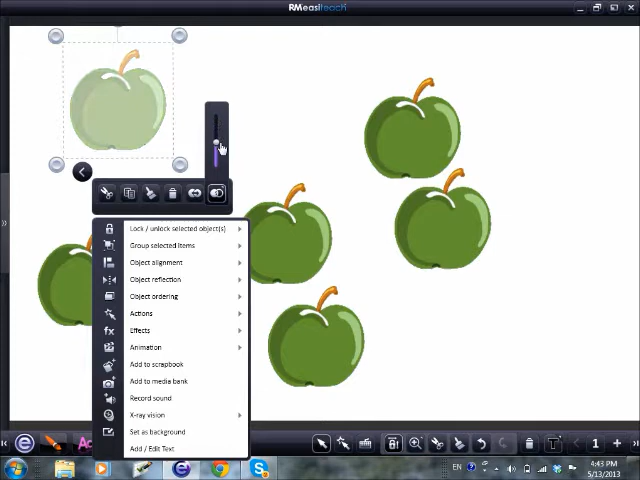 RMeasiteach
Lock / unlock selected object(s)
Group selected items
Object alignment
Object reflection
Object ordering
Actions
fx Effects
Animation
Add to scrapbook
Add to media bank
Record sound
X-ray vision
Set as background
Add / Edit Text
T 1 +
EN 4:43 PM
5/13/2013